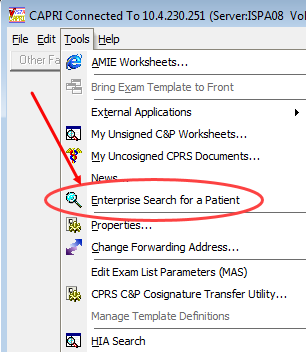 CAPRI Connected To 10.4.230.251 (Server:ISPA08 Vol
File Edit Tools Help
Other Fa
AMIE Worksheets...
Bring Exam Template to Front
External Applications
My Unsigned C&P Worksheets...
My Uncosigned CPRS Documents...
News...
Enterprise Search for a Patient
Properties...
Change Forwarding Address...
Edit Exam List Parameters (MAS)
CPRS C&P Cosignature Transfer Utility...
Manage Template Definitions
HIA Search